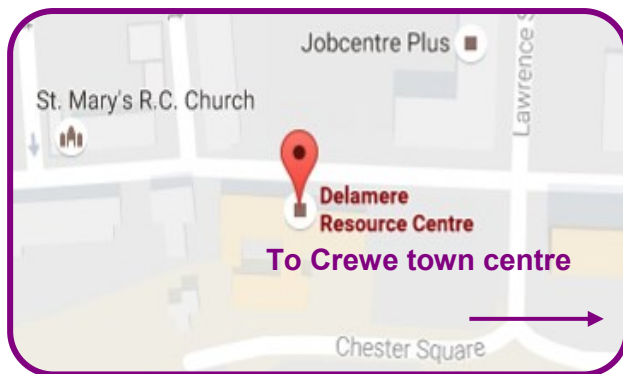 Jobcentre Plus
Lawrence S
St. Mary's R.C. Church
Delamere
Resource Centre
To Crewe town centre
Chester Square